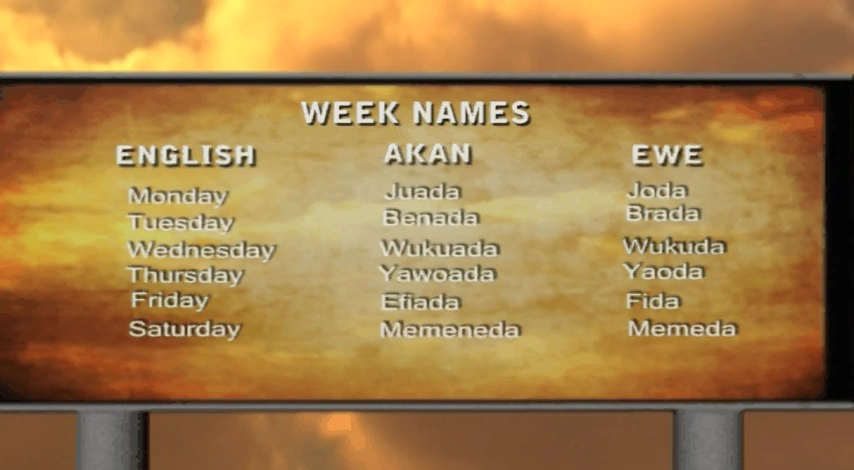 WEEK NAMES
ENGLISH AKAN EWE
Monday Juada Joda
Tuesday Benada Brada
Wednesday Wukuada Wukuda
Thursday Yawoada Yaoda
Friday Efiada Fida
Saturday Memeneda Memeda